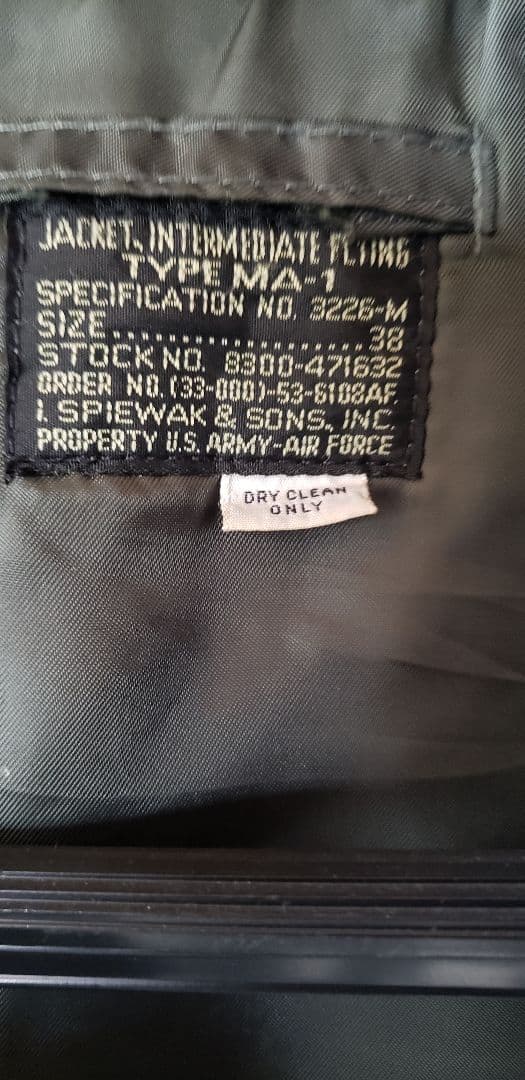 JACKET, INTERMEDIATE FLYING
TYPE MA-1
SPECIFICATION NO. 3226-M
SIZE.....................38
STOCK NO. 8300-471632
ORDER NO. (33-000)-53-6108AF.
I. SPIEWAK & SONS, INC.
PROPERTY U.S. ARMY-AIR FORCE
DRY CLEAN
ONLY